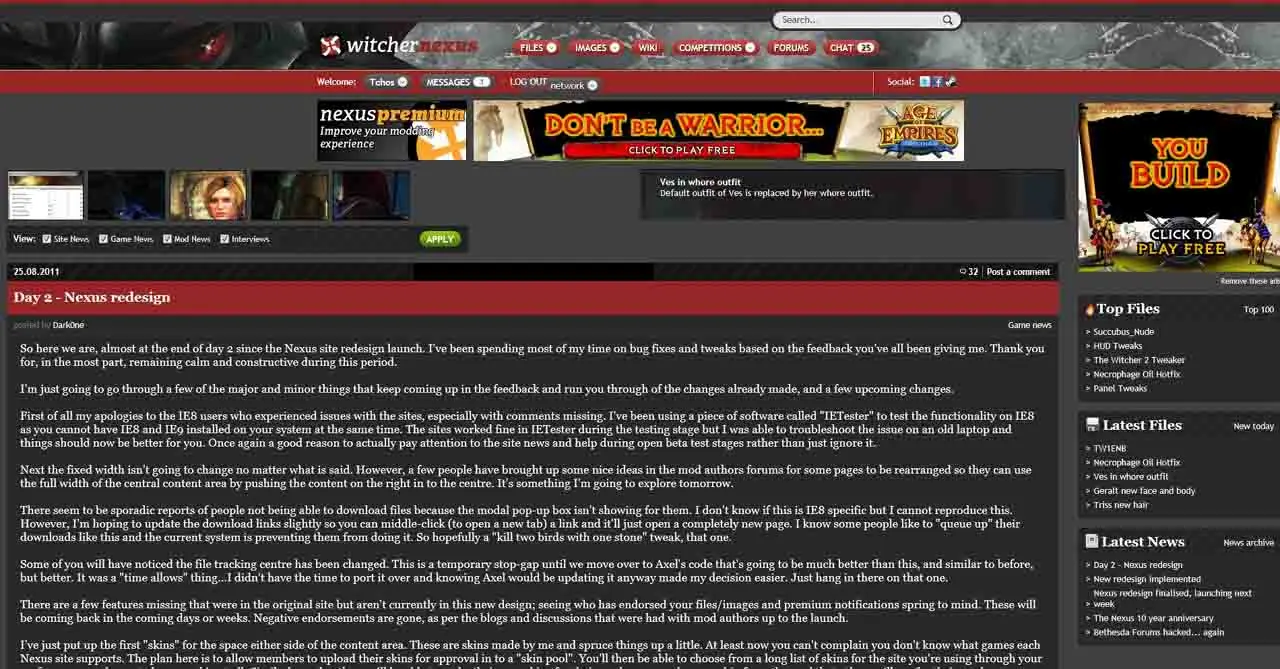 Search...
witchernexus
FILES
IMAGES
WIKI
COMPETITIONS
FORUMS
CHAT 25
Welcome:
Tchos
MESSAGES
LOG OUT
network
Social:
nexuspremium
Improve your modding
experience
DON'T BE A WARRIOR...
CLICK TO PLAY FREE
AGE OF
EMPIRES
YOU
BUILD
CLICK TO
PLAY FREE
Ves in whore outfit
Default outfit of Ves is replaced by her whore outfit.
View: Site News Game News Mod News Interviews APPLY
25.08.2011
32 Post a comment
Day 2 - Nexus redesign
posted by Dark0ne
Game news
So here we are, almost at the end of day 2 since the Nexus site redesign launch. I've been spending most of my time on bug fixes and tweaks based on the feedback you've all been giving me. Thank you
for, in the most part, remaining calm and constructive during this period.
I'm just going to go through a few of the major and minor things that keep coming up in the feedback and run you through of the changes already made, and a few upcoming changes.
First of all my apologies to the IE8 users who experienced issues with the sites, especially with comments missing. I've been using a piece of software called "IETester" to test the functionality on IE8
as you cannot have IE8 and IE9 installed on your system at the same time. The sites worked fine in IETester during the testing stage but I was able to troubleshoot the issue on an old laptop and
things should now be better for you. Once again a good reason to actually pay attention to the site news and help during open beta test stages rather than just ignore it.
Next the fixed width isn't going to change no matter what is said. However, a few people have brought up some nice ideas in the mod authors forums for some pages to be rearranged so they can use
the full width of the central content area by pushing the content on the right in to the centre. It's something I'm going to explore tomorrow.
There seem to be sporadic reports of people not being able to download files because the modal pop-up box isn't showing for them. I don't know if this is IE8 specific but I cannot reproduce this.
However, I'm hoping to update the download links slightly so you can middle-click (to open a new tab) a link and it'll just open a completely new page. I know some people like to "queue up" their
downloads like this and the current system is preventing them from doing it. So hopefully a "kill two birds with one stone" tweak, that one.
Some of you will have noticed the file tracking centre has been changed. This is a temporary stop-gap until we move over to Axel's code that's going to be much better than this, and similar to before,
but better. It was a "time allows" thing...I didn't have the time to port it over and knowing Axel would be updating it anyway made my decision easier. Just hang in there on that one.
There are a few features missing that were in the original site but aren't currently in this new design; seeing who has endorsed your files/images and premium notifications spring to mind. These will
be coming back in the coming days or weeks. Negative endorsements are gone, as per the blogs and discussions that were had with mod authors up to the launch.
I've just put up the first "skins" for the space either side of the content area. These are skins made by me and spruce things up a little. At least now you can't complain you don't know what games each
Nexus site supports. The plan here is to allow members to upload their skins for approval in to a "skin pool". You'll then be able to choose from a long list of skins for the site you're using through your
Remove these ads
Top Files
Top 100
> Succubus_Nude
> HUD Tweaks
> The Witcher 2 Tweaker
> Necrophage Oil Hotfix
> Panel Tweaks
Latest Files
New today
> TW1ENB
> Necrophage Oil Hotfix
> Ves in whore outfit
> Geralt new face and body
> Triss new hair
Latest News
News archive
> Day 2 - Nexus redesign
> New redesign implemented
Nexus redesign finalised, launching next
> week
> The Nexus 10 year anniversary
> Bethesda Forums hacked... again